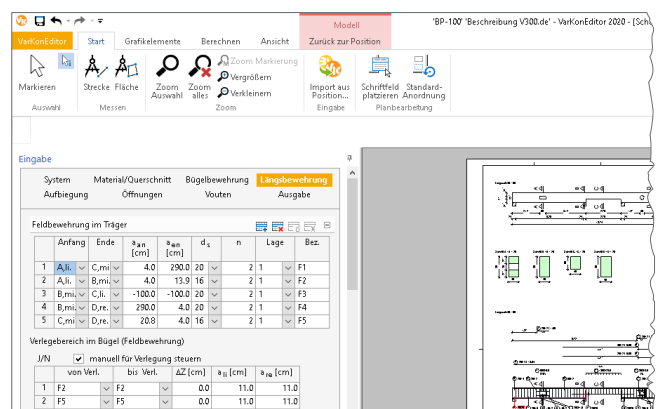 Modell
'BP-100' 'Beschreibung V300.de' - VarKonEditor 2020 - [Sch
VarKonEditor Start Grafikelemente Berechnen Ansicht Zurück zur Position
Markieren
Strecke Fläche
Zoom Auswahl
Zoom alles
Zoom Markierung
Vergrößern
Verkleinern
Import aus Position...
Schriftfeld platzieren
Standard-Anordnung
Auswahl Messen Zoom Eingabe Planbearbeitung
Eingabe
System Material/Querschnitt Bügelbewehrung Längsbewehrung
Aufbiegung Öffnungen Vouten Ausgabe
Feldbewehrung im Träger
Anfang Ende a an [cm] a en [cm] d s n Lage Bez.
1 A,li. C,mi 4.0 290.0 20 2 1 F1
2 A,li. B,mi. 4.0 13.9 16 2 1 F2
3 B,mi. C,li. -100.0 -100.0 20 2 1 F3
4 B,mi. D,re. 290.0 4.0 20 2 1 F4
5 C,mi D,re. 20.8 4.0 16 2 1 F5
Verlegebereich im Bügel (Feldbewehrung)
J/N manuell für Verlegung steuern
von Verl. bis Verl. ΔZ [cm] a li [cm] a re [cm]
1 F2 F2 0.0 11.0 11.0
2 F5 F5 0.0 11.0 11.0